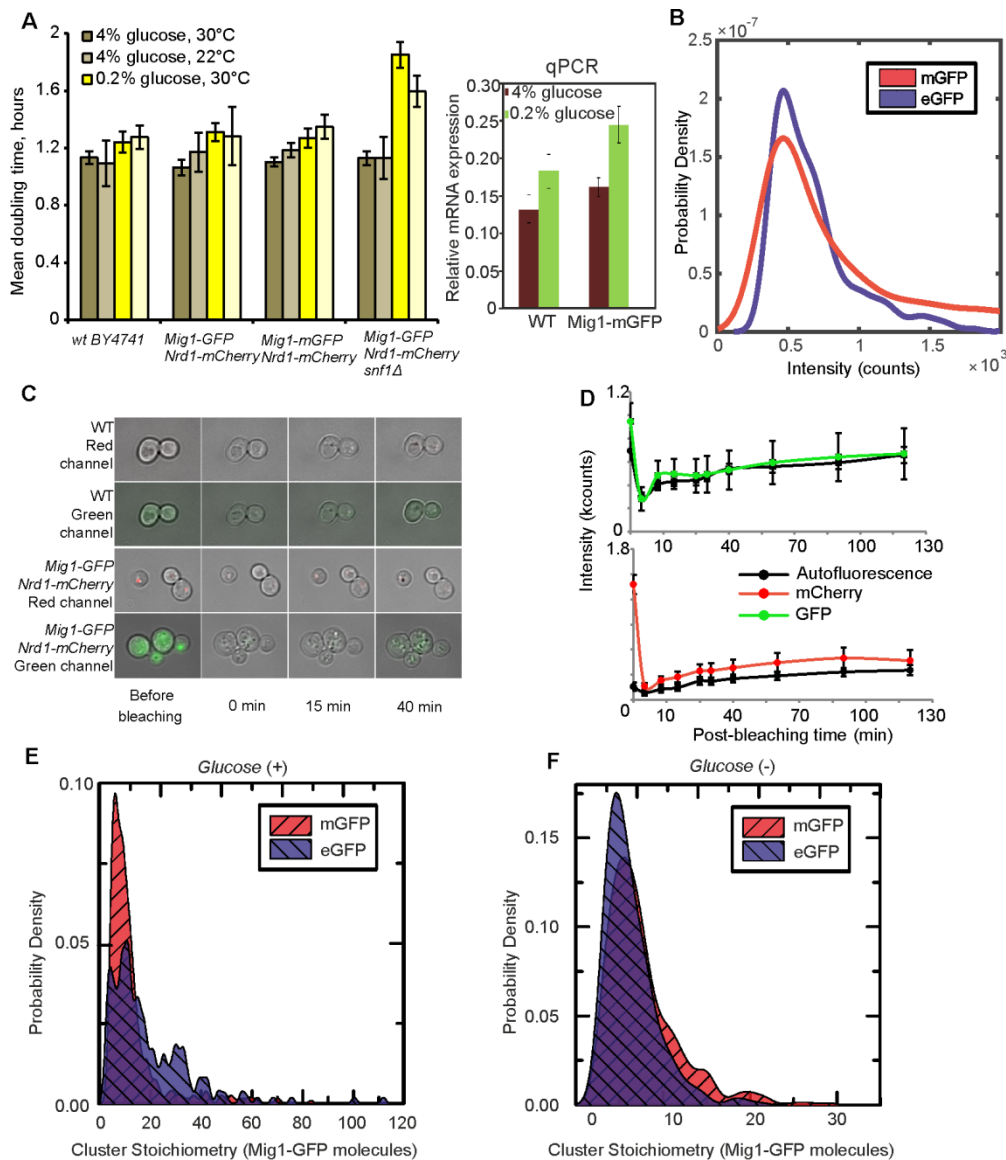 A
4% glucose, 30°C
4% glucose, 22°C
0.2% glucose, 30°C
Mean doubling time, hours
2
1.6
1.2
0.8
0.4
0
wt BY4741
Mig1-GFP
Nrd1-mCherry
Mig1-mGFP
Nrd1-mCherry
Mig1-GFP
Nrd1-mCherry
snf1Δ
qPCR
4% glucose
0.2% glucose
Relative mRNA expression
0.30
0.25
0.20
0.15
0.10
0.05
0
WT
Mig1-mGFP
B
×10⁻⁷
mGFP
eGFP
Probability Density
3
2.5
2
1.5
1
0.5
0
0
0.5
1
1.5
Intensity (counts)
× 10³
C
WT
Red
channel
WT
Green
channel
Mig1-GFP
Nrd1-mCherry
Red channel
Mig1-GFP
Nrd1-mCherry
Green channel
Before
bleaching
0 min
15 min
40 min
D
Intensity (kcounts)
1.2
0
10
40
70
100
130
1.8
Autofluorescence
mCherry
GFP
0
10
40
70
100
130
Post-bleaching time (min)
E
Glucose (+)
mGFP
eGFP
Probability Density
0.10
0.05
0.00
0
20
40
60
80
100
120
Cluster Stoichiometry (Mig1-GFP molecules)
F
Glucose (-)
mGFP
eGFP
Probability Density
0.15
0.10
0.05
0.00
0
10
20
30
Cluster Stoichiometry (Mig1-GFP molecules)